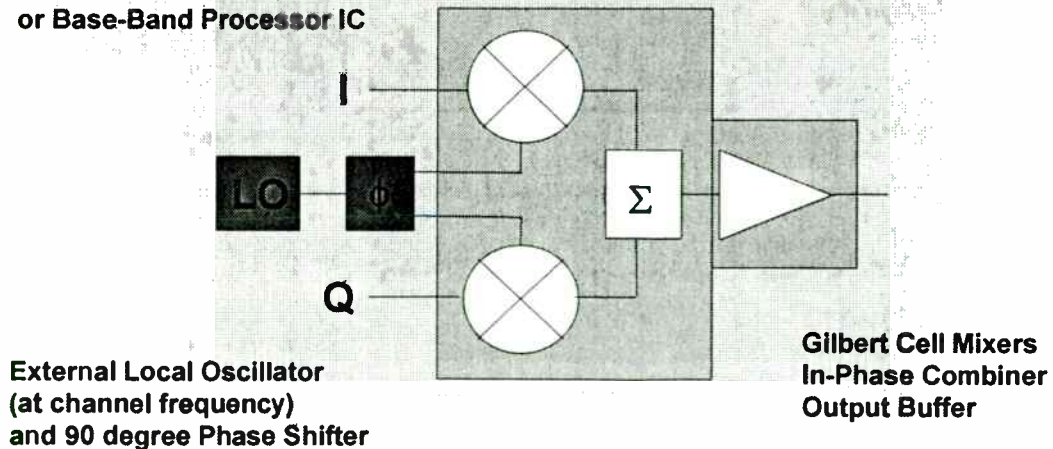 or Base-Band Processor IC
I
LO
ϕ
Σ
Q
External Local Oscillator
(at channel frequency)
and 90 degree Phase Shifter
Gilbert Cell Mixers
In-Phase Combiner
Output Buffer